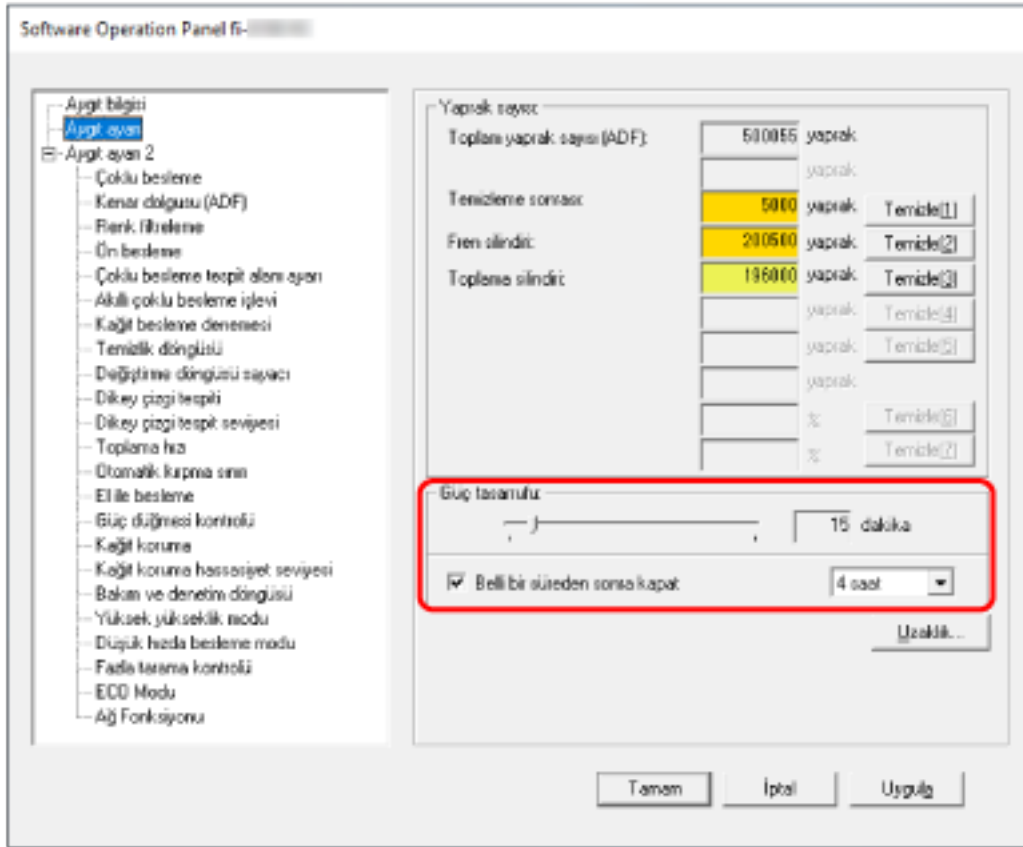 Software Operation Panel fi-
Aygıt bilgisi
Aygıt ayarı
Aygıt ayarı 2
Çoklu besleme
Kenar dolgusu (ADF)
Renk filtreleme
Ön besleme
Çoklu besleme tespit alanı ayarı
Akıllı çoklu besleme işlevi
Kağıt besleme denemesi
Temizlik döngüsü
Değiştirme döngüsü sayacı
Dikey çizgi tespiti
Dikey çizgi tespit seviyesi
Toplama hızı
Otomatik kırpma sınırı
El ile besleme
Güç düğmesi kontrolü
Kağıt koruma
Kağıt koruma hassasiyet seviyesi
Bakım ve denetim döngüsü
Yüksek yükseklik modu
Düşük hızda besleme modu
Fazla tarama kontrolü
ECO Modu
Ağ Fonksiyonu
Yaprak sayısı:
Toplam yaprak sayısı (ADF): 500055 yaprak
yaprak
Temizleme sonrası: 5000 yaprak Temizle(1)
Fren silindiri: 200500 yaprak Temizle(2)
Toplama silindiri: 196000 yaprak Temizle(3)
yaprak Temizle(4)
yaprak Temizle(5)
yaprak
% Temizle(6)
% Temizle(7)
Güç tasarrufu:
15 dakika
Belli bir süreden sonra kapat 4 saat
Uzaklık...
Tamam İptal Uygula